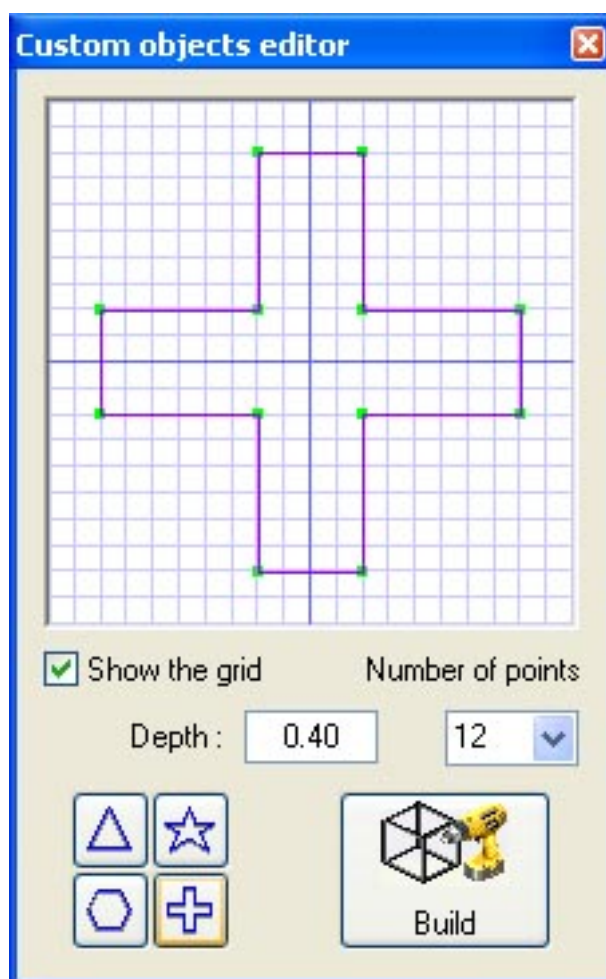 Custom objects editor
Show the grid
Number of points
Depth :
0.40
12
Build